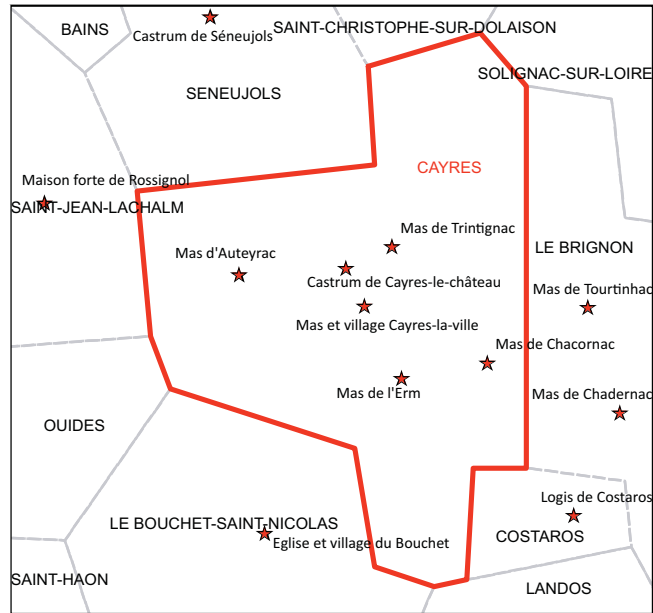 BAINS
SAINT-CHRISTOPHE-SUR-DOLAISON
Castrum de Séneujols
SOLIGNAC-SUR-LOIRE
SENEUJOLS
CAYRES
Maison forte de Rossignol
SAINT-JEAN-LACHALM
Mas de Trintignac
LE BRIGNON
Mas d'Auteyrac
Castrum de Cayres-le-château
Mas de Tourtinhac
Mas et village Cayres-la-ville
Mas de Chacornac
Mas de l'Erm
Mas de Chadernac
OUIDES
Logis de Costaros
LE BOUCHET-SAINT-NICOLAS
COSTAROS
Eglise et village du Bouchet
SAINT-HAON
LANDOS